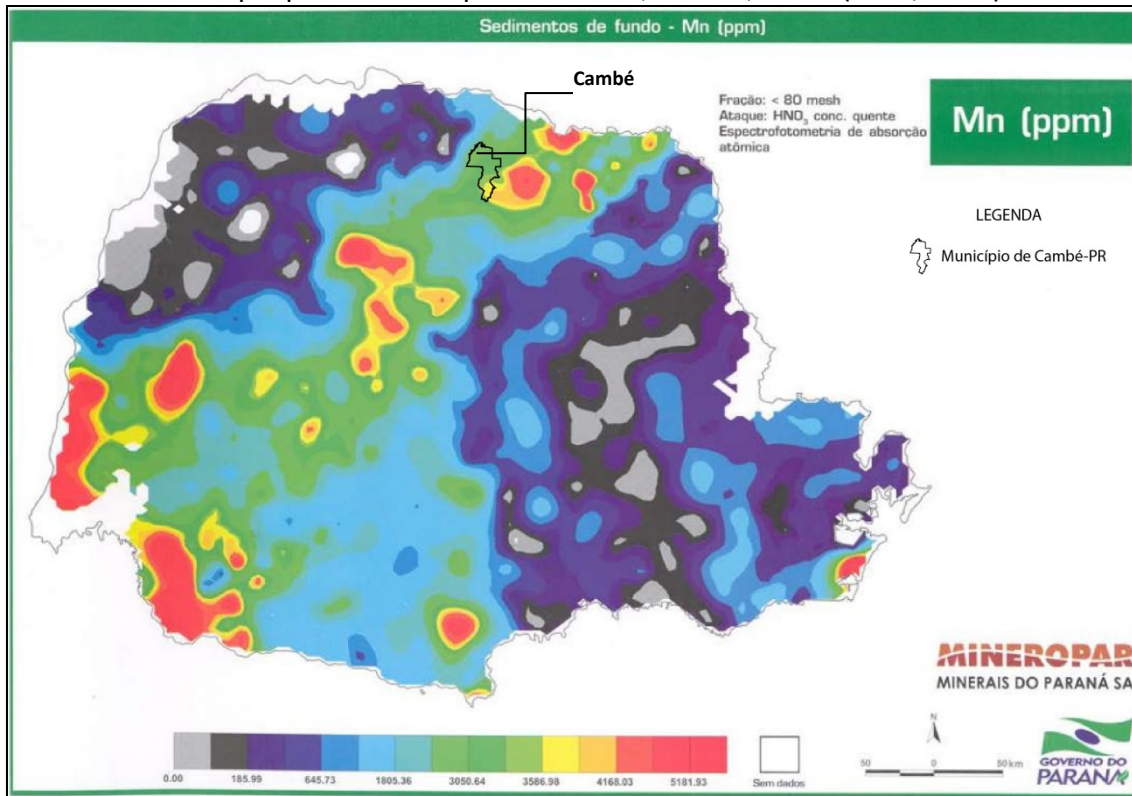 Sedimentos de fundo - Mn (ppm)
Cambé
Fração: < 80 mesh
Ataque: HNO₃ conc. quente
Espectrofotometria de absorção
atômica
Mn (ppm)
LEGENDA
Município de Cambé-PR
MINEROPAR
MINERAIS DO PARANÁ SA
0.00 185.99 645.73 1805.36 3050.64 3586.98 4168.03 5181.93
Sem dados
N
50 0 50 km
GOVERNO DO
PARANÁ